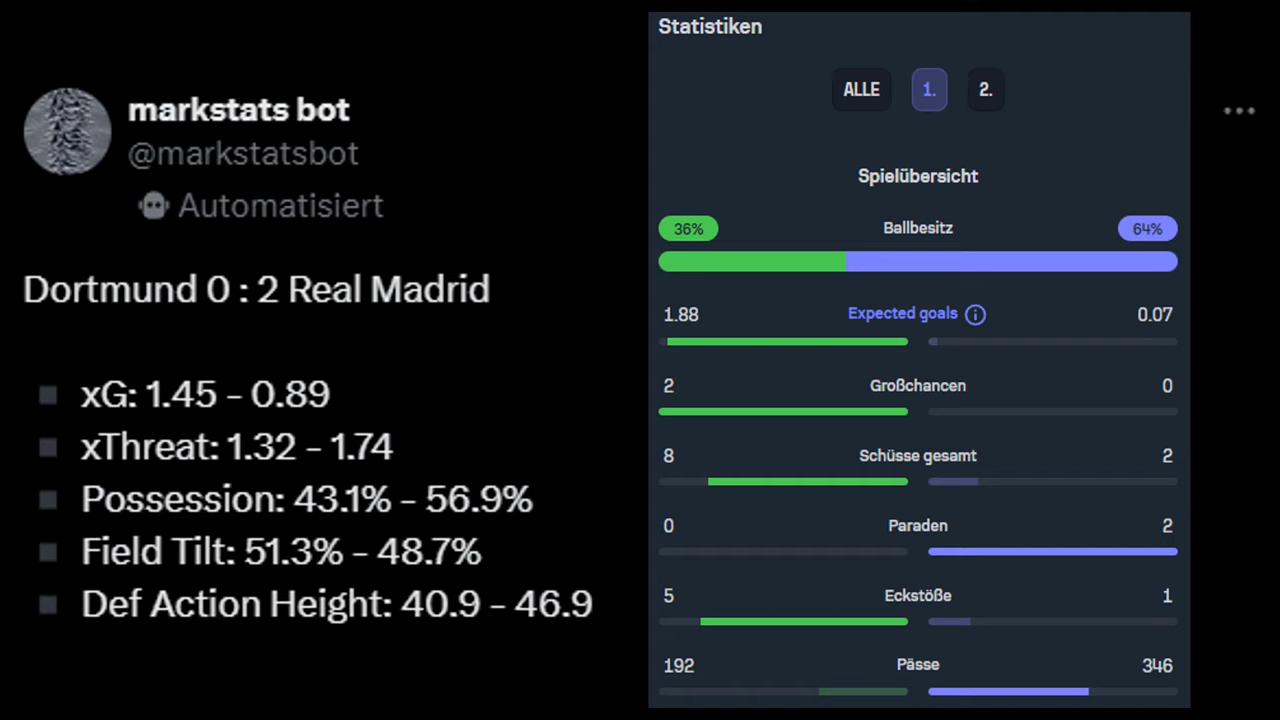 markstats bot
@markstatsbot
Automatisiert
Dortmund 0 : 2 Real Madrid
xG: 1.45 – 0.89
xThreat: 1.32 – 1.74
Possession: 43.1% – 56.9%
Field Tilt: 51.3% – 48.7%
Def Action Height: 40.9 – 46.9
Statistiken
ALLE 1. 2.
Spielübersicht
36% Ballbesitz 64%
1.88 Expected goals 0.07
2 Großchancen 0
8 Schüsse gesamt 2
0 Paraden 2
5 Eckstöße 1
192 Pässe 346